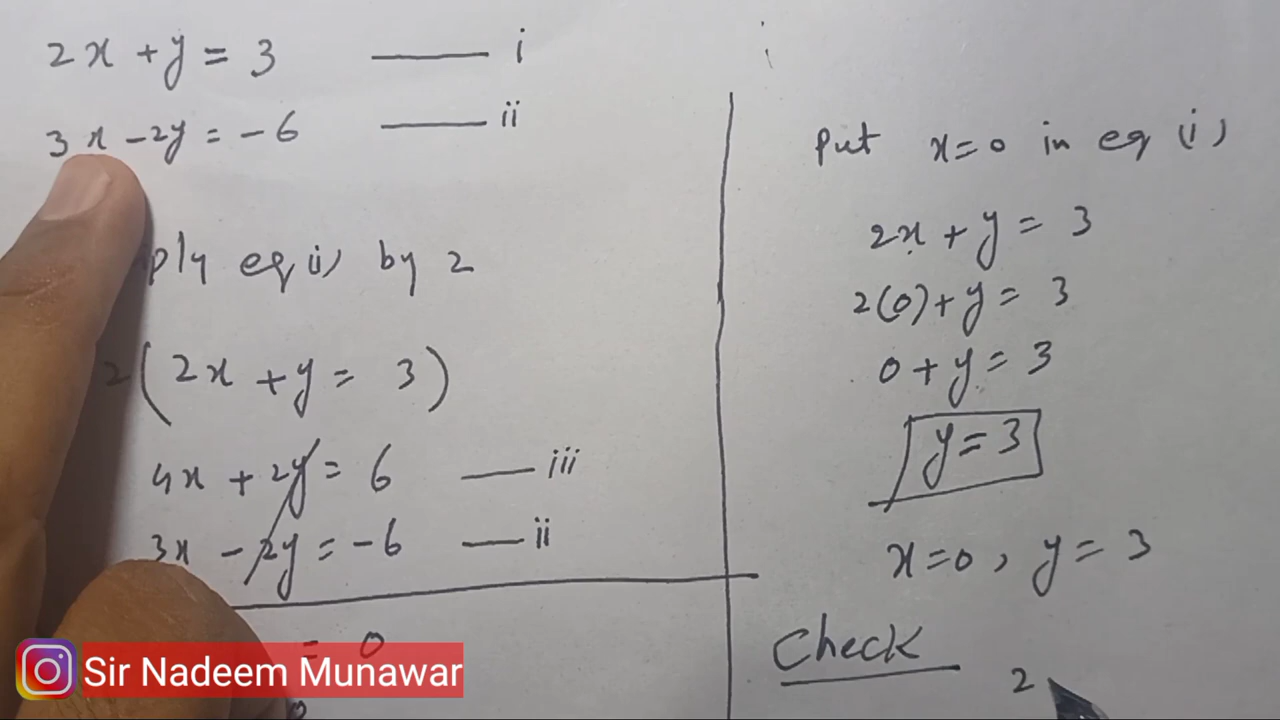 2x + y = 3 —— i
3x - 2y = -6 —— ii
ply eq (i) by 2
2(2x + y = 3)
4x + 2y = 6 —— iii
3x - 2y = -6 —— ii
= 0
Sir Nadeem Munawar
Put x=0 in eq (i)
2x + y = 3
2(0) + y = 3
0 + y = 3
y = 3
x=0, y = 3
Check
2